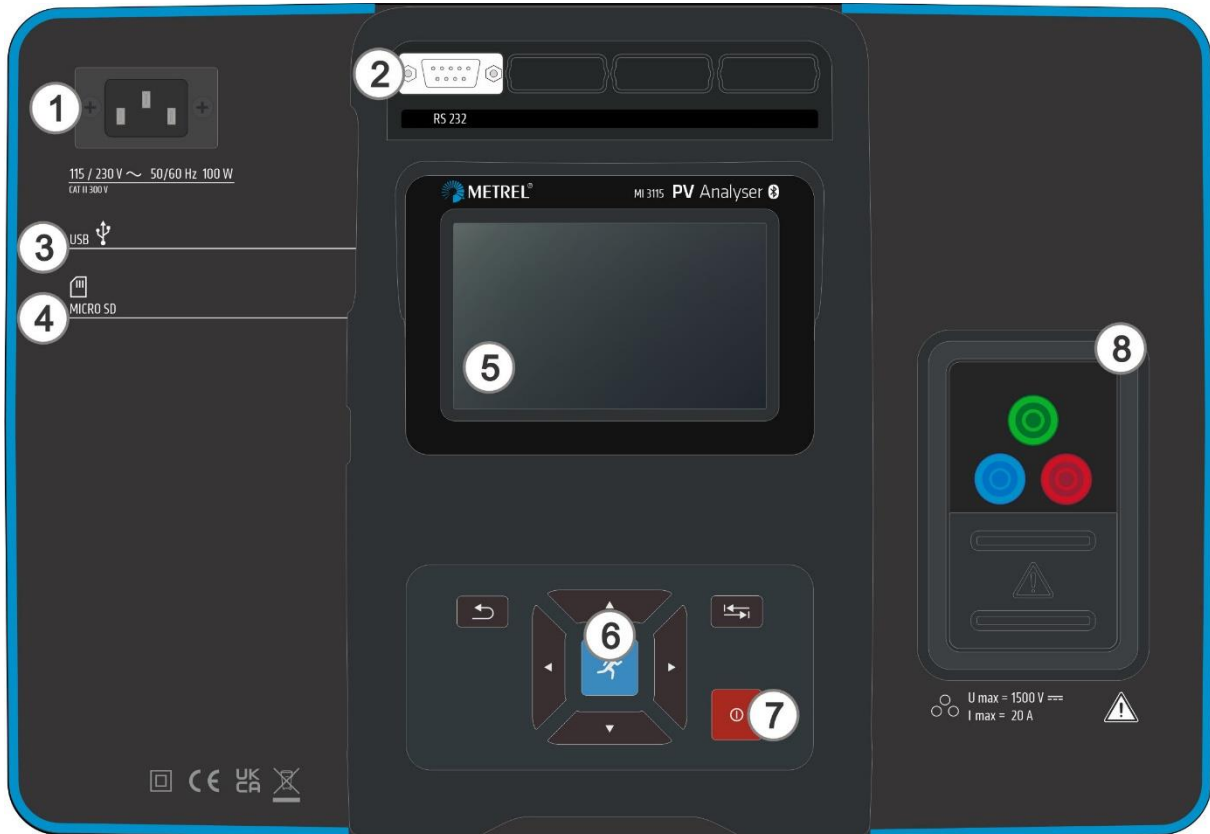 1
115 / 230 V ~ 50/60 Hz 100 W
CAT II 300 V
3
USB
4
MICRO SD
2
RS 232
METREL®
MI 3115 PV Analyser
5
6
7
8
U max = 1500 V ⎓
I max = 20 A
CE UK CA